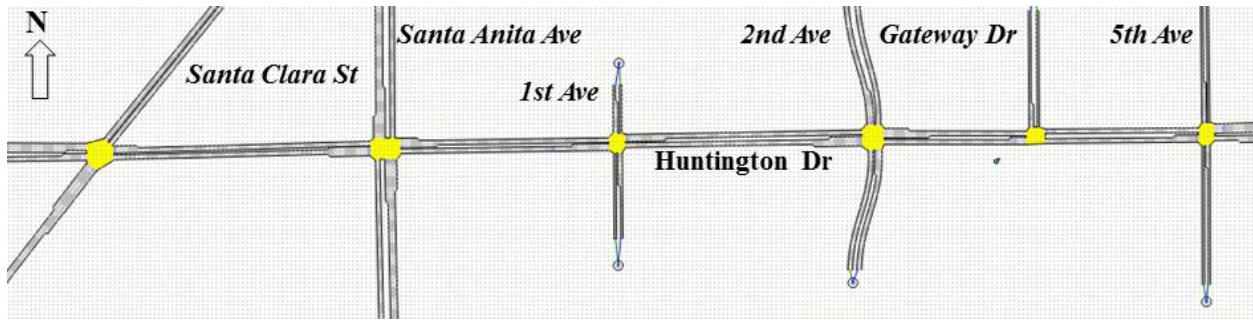 N
Santa Anita Ave
2nd Ave
Gateway Dr
5th Ave
Santa Clara St
1st Ave
Huntington Dr